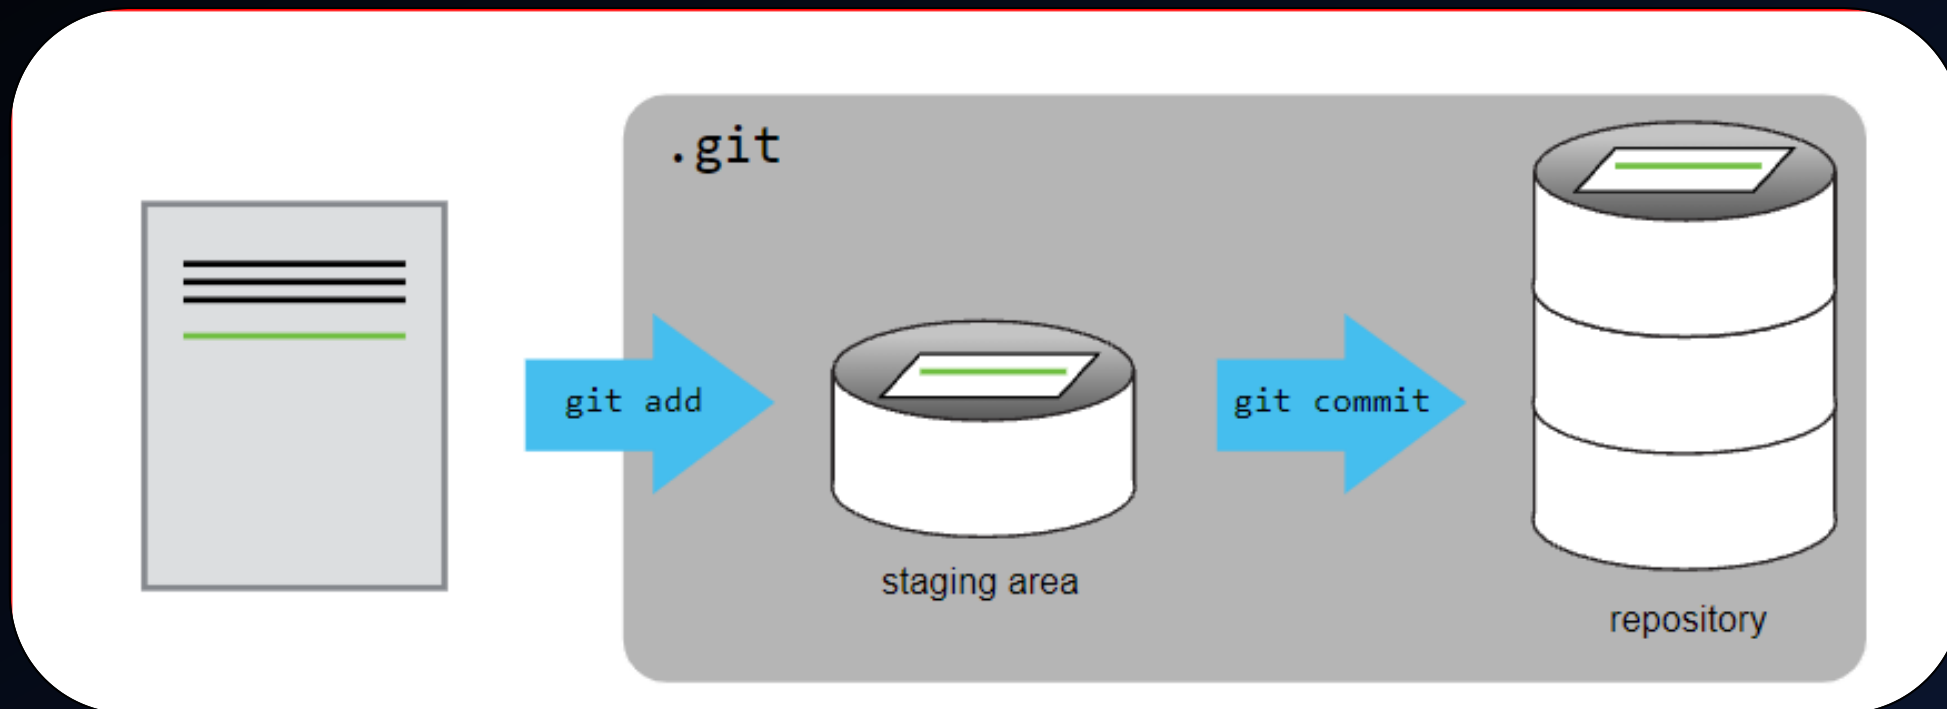 .git
git add
git commit
staging area
repository